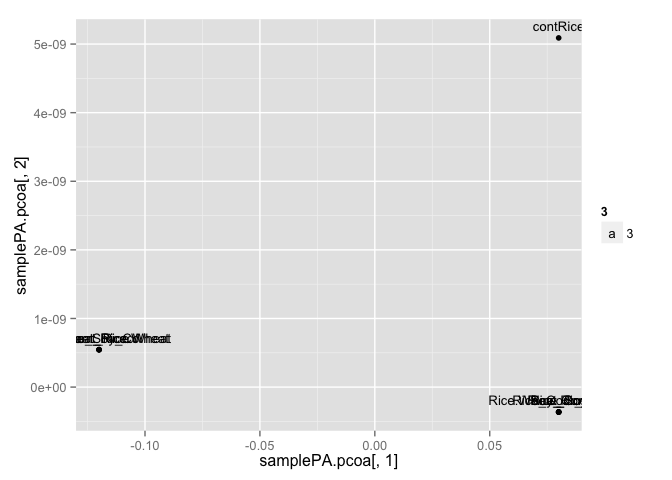 contRice
5e-09
4e-09
3e-09
2e-09
1e-09
0e+00
samplePA.pcoa[, 2]
Wheat
-0.10
-0.05
0.00
0.05
samplePA.pcoa[, 1]
3
a 3